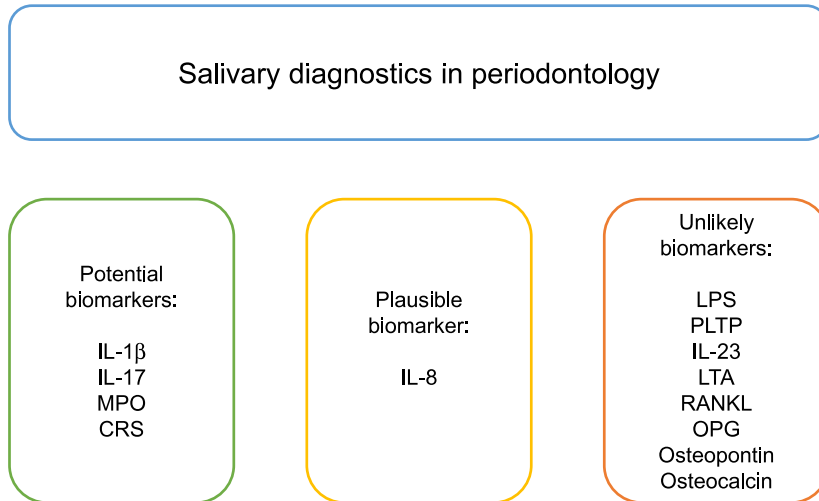 Salivary diagnostics in periodontology
Potential
biomarkers:
IL-1β
IL-17
MPO
CRS
Plausible
biomarker:
IL-8
Unlikely
biomarkers:
LPS
PLTP
IL-23
LTA
RANKL
OPG
Osteopontin
Osteocalcin